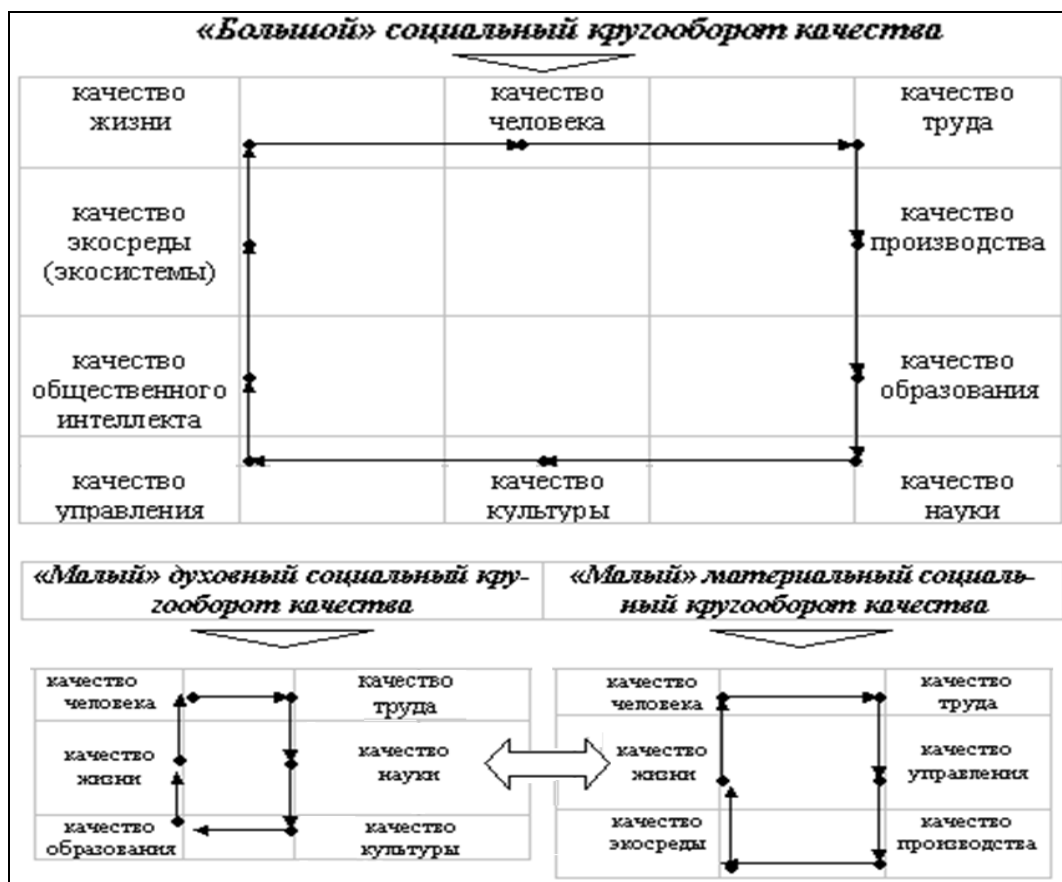 «Большой» социальный кругооборот качества
качество
жизни
качество
человека
качество
труда
качество
экосреды
(экосистемы)
качество
производства
качество
общественного
интеллекта
качество
образования
качество
управления
качество
культуры
качество
науки
«Малый» духовный социальный кру-
гооборот качества
«Малый» материальный социаль-
ный кругооборот качества
качество
человека
качество
труда
качество
жизни
качество
науки
качество
образования
качество
культуры
качество
человека
качество
труда
качество
жизни
качество
управления
качество
экосреды
качество
производства